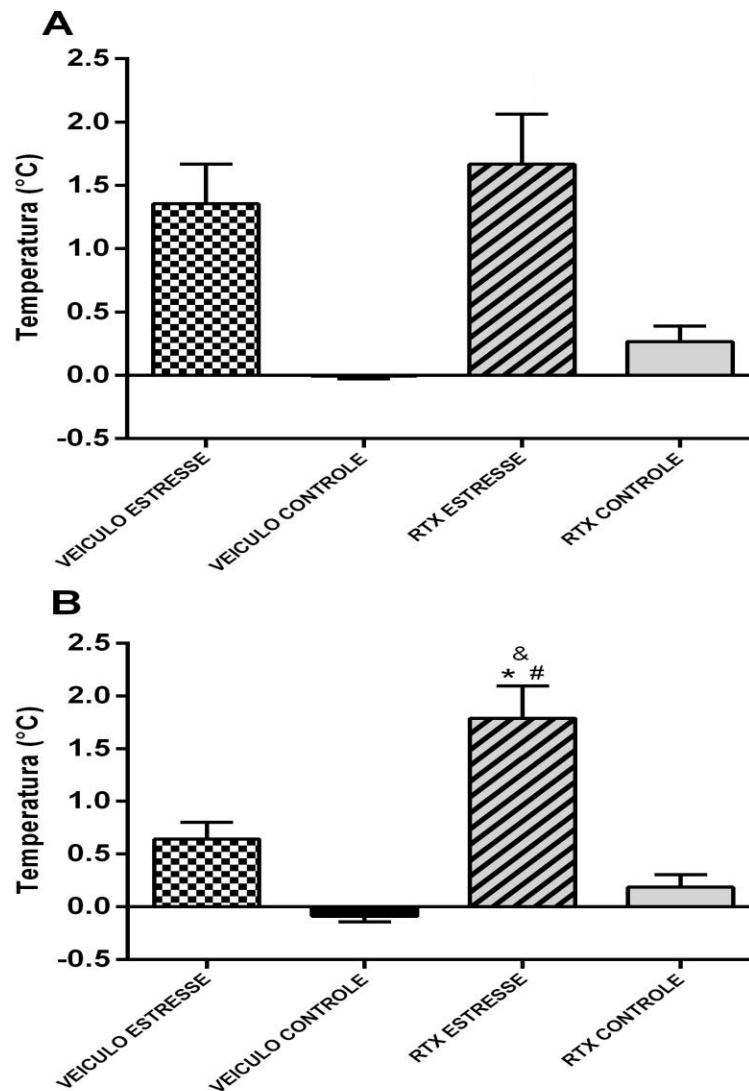 A
2.5
2.0
1.5
1.0
0.5
0.0
-0.5
Temperatura (°C)
VEICULO ESTRESSE
VEICULO CONTROLE
RTX ESTRESSE
RTX CONTROLE
B
2.5
2.0
1.5
1.0
0.5
0.0
-0.5
Temperatura (°C)
&
* #
VEICULO ESTRESSE
VEICULO CONTROLE
RTX ESTRESSE
RTX CONTROLE